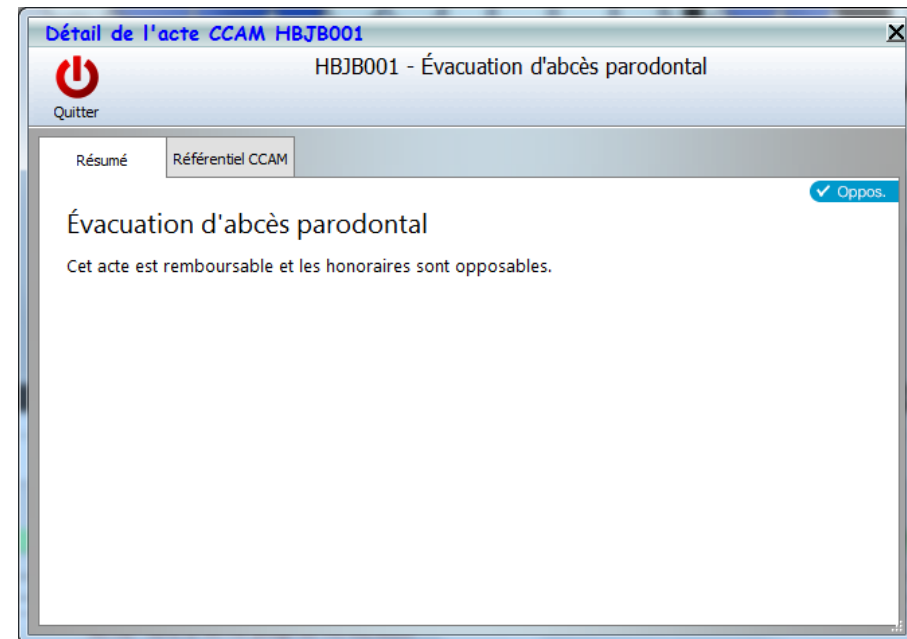 Détail de l'acte CCAM HBJB001
HBJB001 - Évacuation d'abcès parodontal
Quitter
Résumé
Référentiel CCAM
Oppos.
Évacuation d'abcès parodontal
Cet acte est remboursable et les honoraires sont opposables.